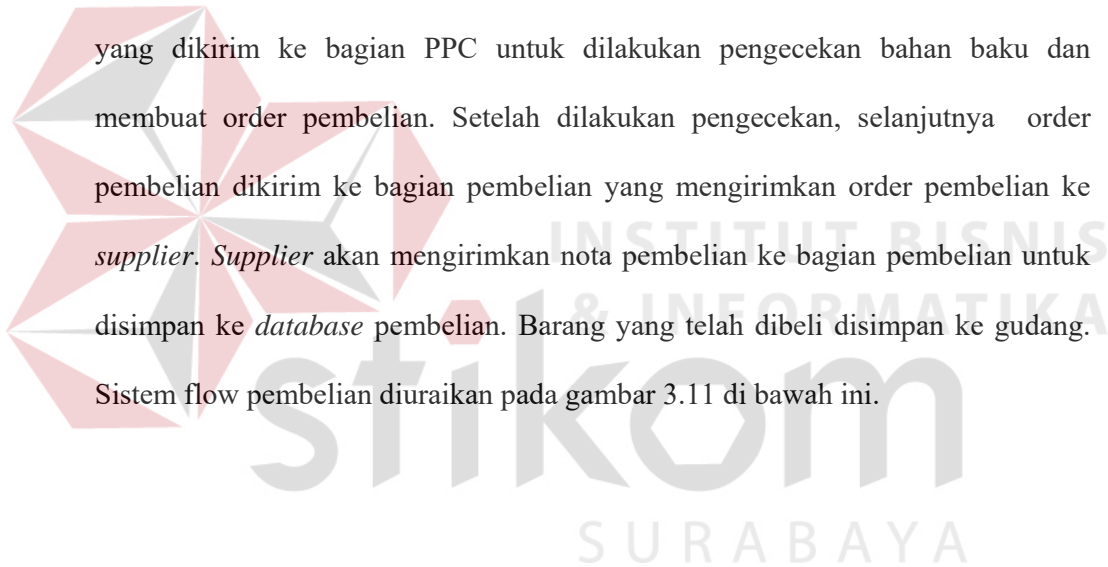 yang dikirim ke bagian PPC untuk dilakukan pengecekan bahan baku dan
membuat order pembelian. Setelah dilakukan pengecekan, selanjutnya order
pembelian dikirim ke bagian pembelian yang mengirimkan order pembelian ke
supplier. Supplier akan mengirimkan nota pembelian ke bagian pembelian untuk
disimpan ke database pembelian. Barang yang telah dibeli disimpan ke gudang.
Sistem flow pembelian diuraikan pada gambar 3.11 di bawah ini.
INSTITUT BISNIS
& INFORMATIKA
stikom
SURABAYA